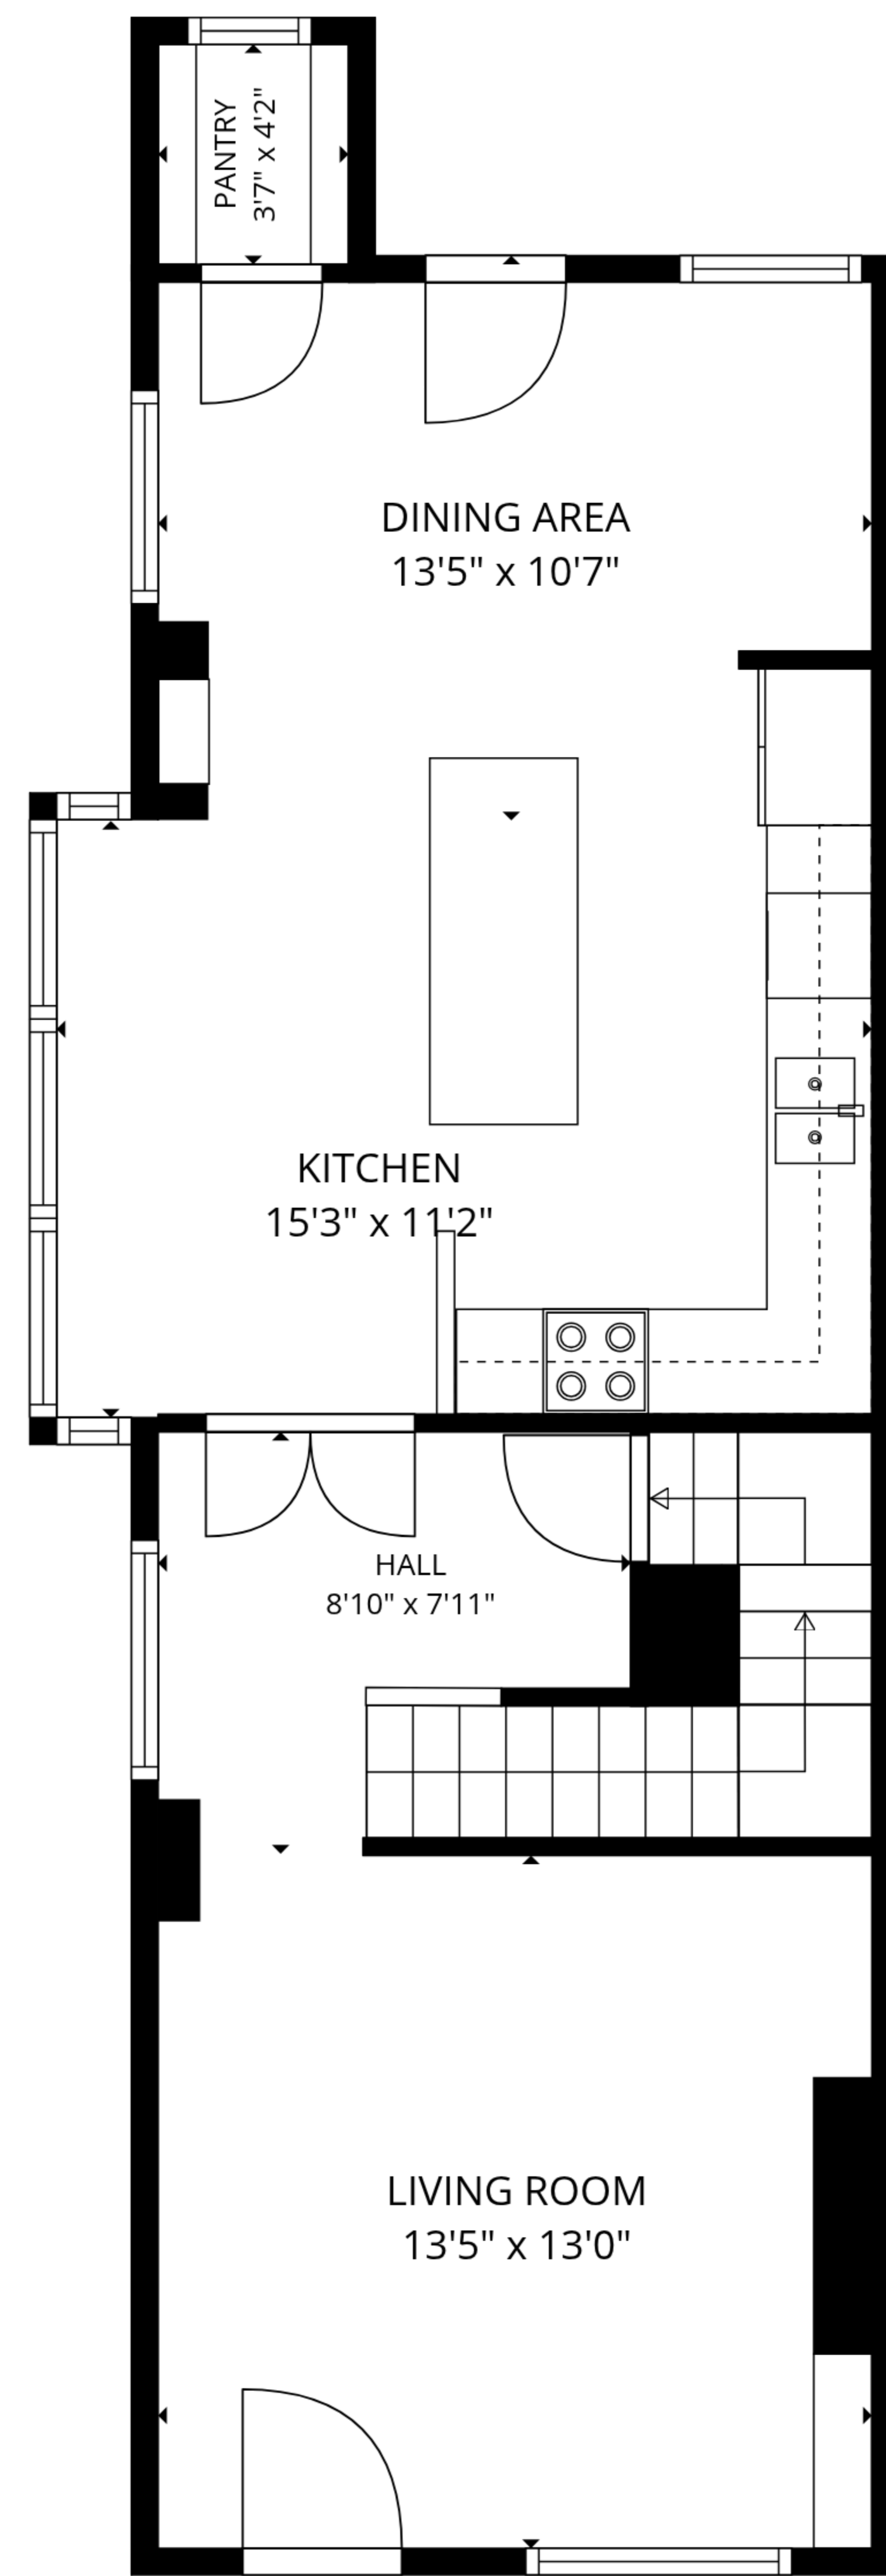 PANTRY
3'7" x 4'2"
DINING AREA
13'5" x 10'7"
KITCHEN
15'3" x 11'2"
HALL
8'10" x 7'11"
LIVING ROOM
13'5" x 13'0"